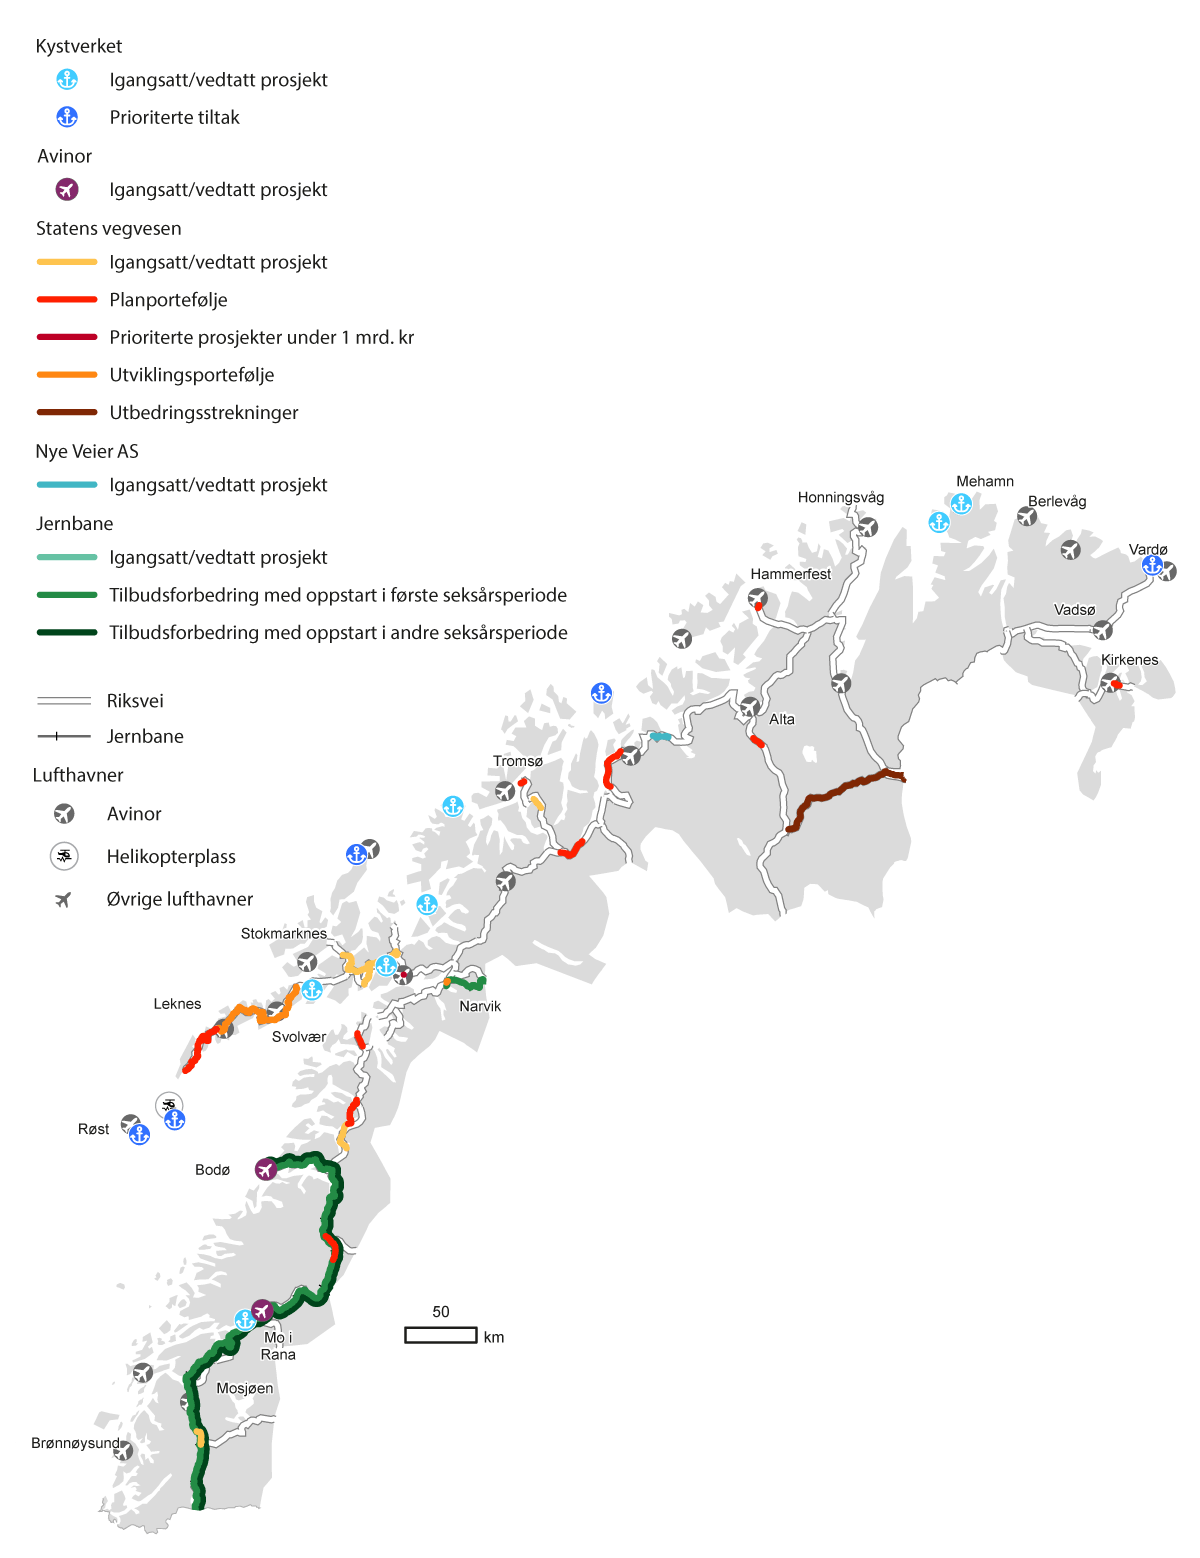 Kystverket
Igangsatt/vedtatt prosjekt
Prioriterte tiltak
Avinor
Igangsatt/vedtatt prosjekt
Statens vegvesen
Igangsatt/vedtatt prosjekt
Planportefølje
Prioriterte prosjekter under 1 mrd. kr
Utviklingsportefølje
Utbedringsstrekninger
Nye Veier AS
Igangsatt/vedtatt prosjekt
Jernbane
Igangsatt/vedtatt prosjekt
Tilbudsforbedring med oppstart i første seksårsperiode
Tilbudsforbedring med oppstart i andre seksårsperiode
Riksvei
Jernbane
Lufthavner
Avinor
Helikopterplass
Øvrige lufthavner
Mehamn
Honningsvåg
Berlevåg
Vardø
Hammerfest
Vadsø
Kirkenes
Alta
Tromsø
Stokmarknes
Leknes
Narvik
Svolvær
Røst
Bodø
50
km
Mo i
Rana
Mosjøen
Brønnøysund